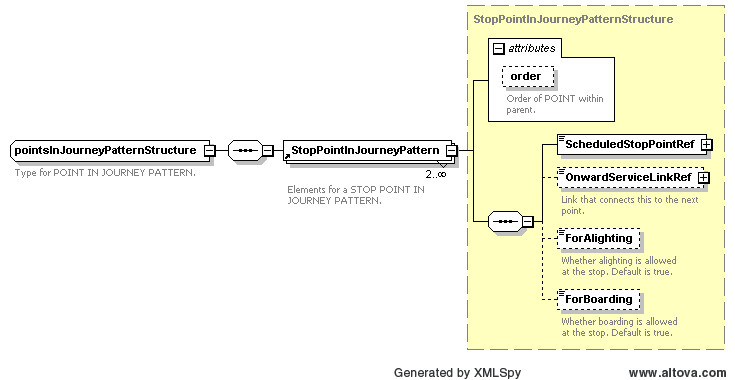 StopPointInJourneyPatternStructure
attributes
order
Order of POINT within
parent.
pointsInJourneyPatternStructure
Type for POINT IN JOURNEY PATTERN.
StopPointInJourneyPattern
2..∞
Elements for a STOP POINT IN
JOURNEY PATTERN.
ScheduledStopPointRef
OnwardServiceLinkRef
Link that connects this to the next
point.
ForAlighting
Whether alighting is allowed
at the stop. Default is true.
ForBoarding
Whether boarding is allowed
at the stop. Default is true.
Generated by XMLSpy
www.altova.com